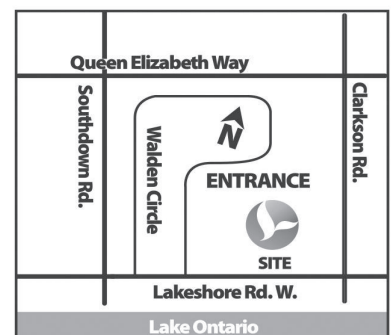 Queen Elizabeth Way
Southdown Rd.
Walden Circle
N
Clarkson Rd.
ENTRANCE
SITE
Lakeshore Rd. W.
Lake Ontario